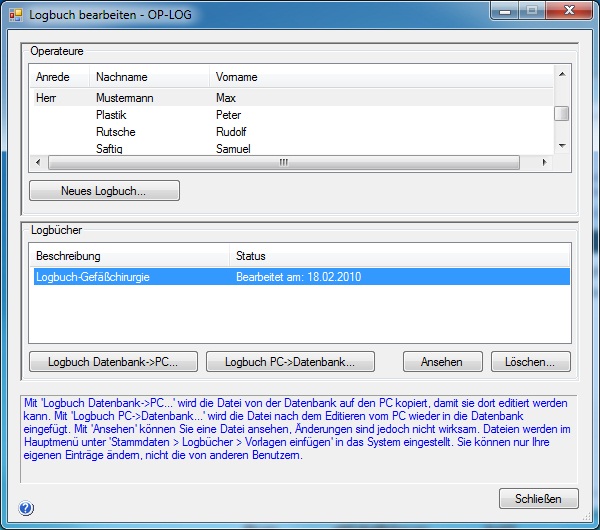 Logbuch bearbeiten - OP-LOG
Operateure
Anrede Nachname Vorname
Herr Mustermann Max
Plastik Peter
Rutsche Rudolf
Saftig Samuel
Neues Logbuch...
Logbücher
Beschreibung Status
Logbuch-Gefäßchirurgie Bearbeitet am: 18.02.2010
Logbuch Datenbank->PC... Logbuch PC->Datenbank... Ansehen Löschen...
Mit 'Logbuch Datenbank->PC...' wird die Datei von der Datenbank auf den PC kopiert, damit sie dort editiert werden
kann. Mit 'Logbuch PC->Datenbank...' wird die Datei nach dem Editieren vom PC wieder in die Datenbank
eingefügt. Mit 'Ansehen' können Sie eine Datei ansehen, Änderungen sind jedoch nicht wirksam. Dateien werden im
Hauptmenü unter 'Stammdaten > Logbücher > Vorlagen einfügen' in das System eingestellt. Sie können nur Ihre
eigenen Einträge ändern, nicht die von anderen Benutzern.
Schließen